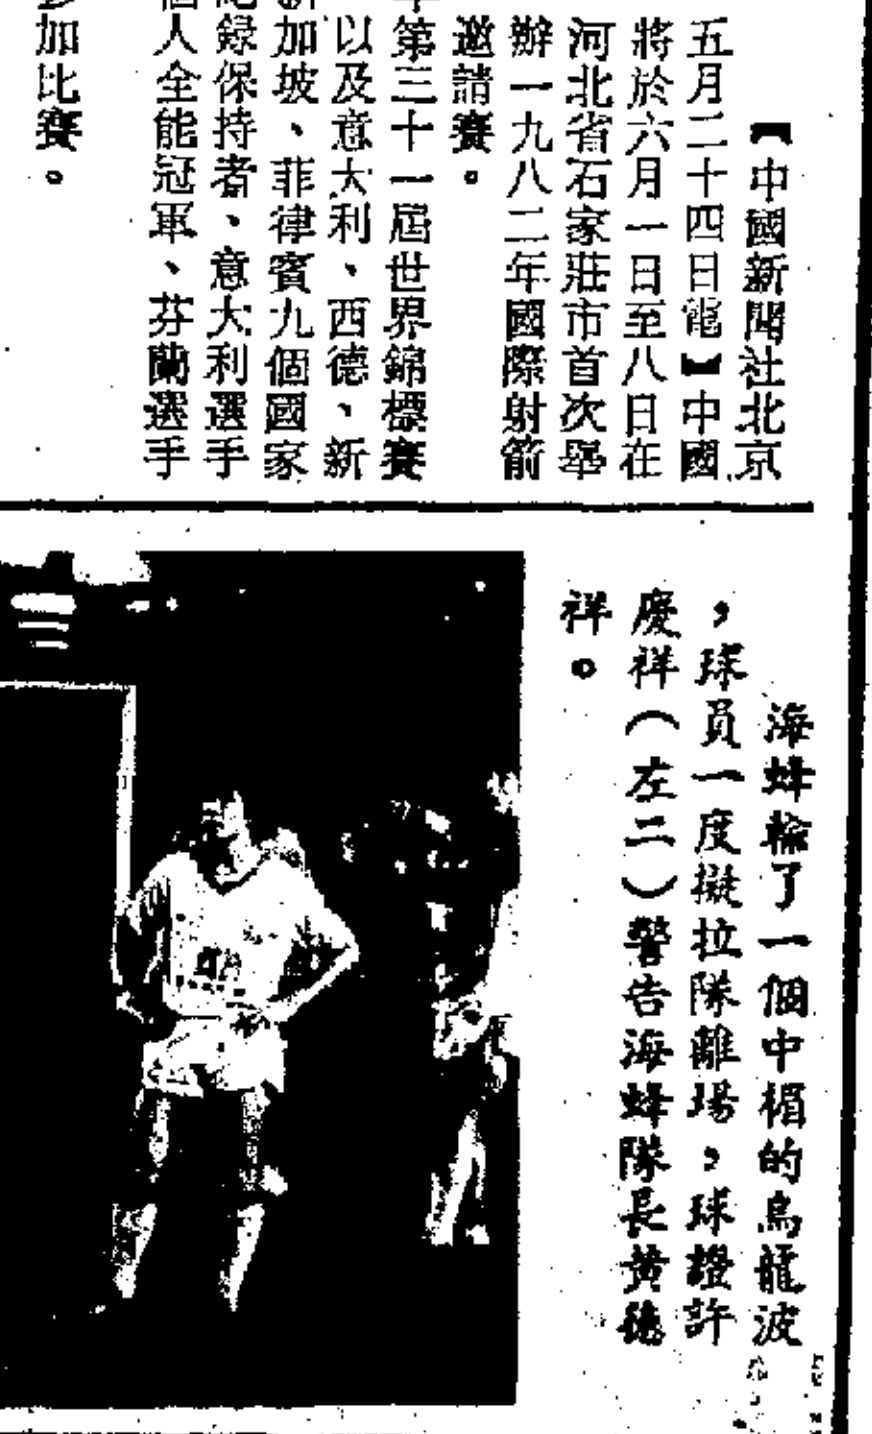 【中國新聞社北京
五月二十四日電】中國
將於六月一日至八日在
河北省石家莊市首次舉
辦一九八二年國際射箭
邀請賽。
年第三十一屆世界錦標賽
以及意大利、西德、新
加坡、菲律賓九個國家
紀録保持者、意大利選手
個人全能冠軍、芬蘭選手
參加比賽。
海蜂輸了一個中楣的烏龍波
，球員一度擬拉隊離場，球證許
慶祥（左二）警告海蜂隊長黃德
祥。